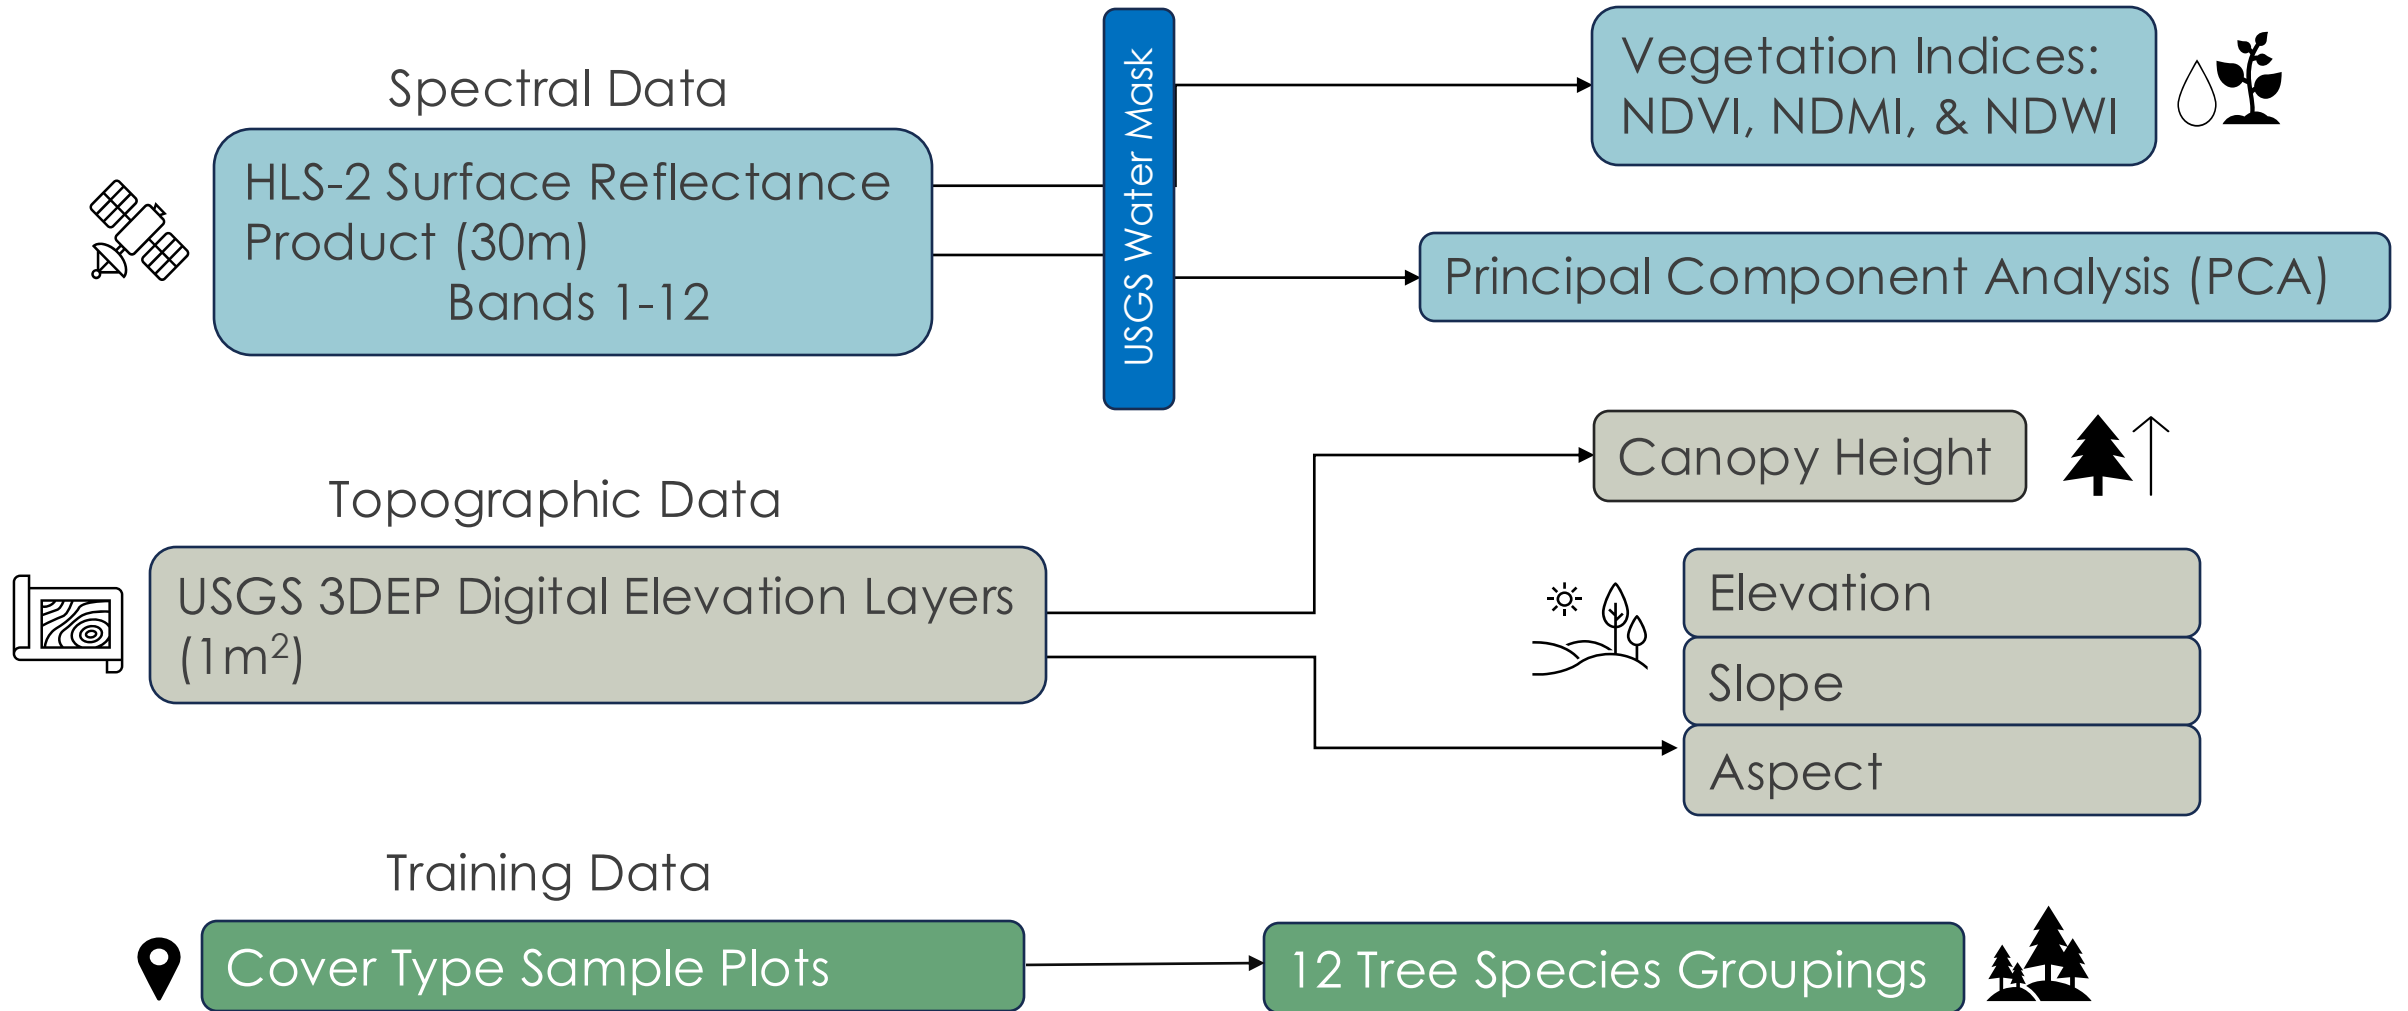 Spectral Data
HLS-2 Surface Reflectance
Product (30m)
Bands 1-12
USGS Water Mask
Vegetation Indices:
NDVI, NDMI, & NDWI
Principal Component Analysis (PCA)
Topographic Data
USGS 3DEP Digital Elevation Layers
(1m²)
Canopy Height
Elevation
Slope
Aspect
Training Data
Cover Type Sample Plots
12 Tree Species Groupings